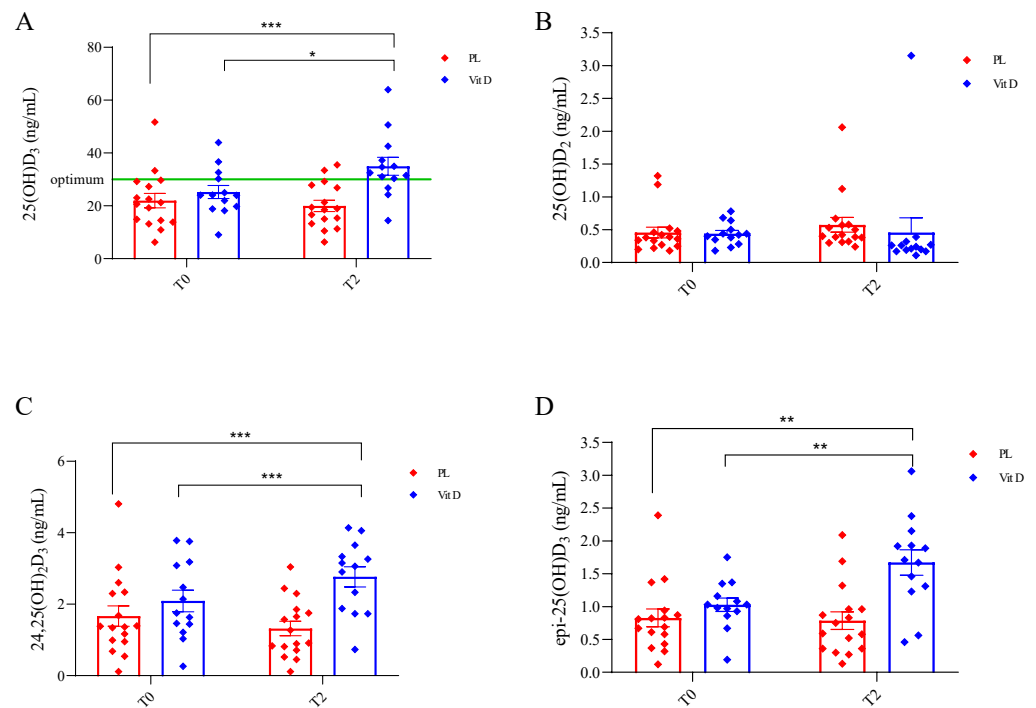 A
25(OH)D₃ (ng/mL)
80
60
40
optimum
20
0
T0
T2
***
*
PL
Vit D
B
25(OH)D₂ (ng/mL)
3.5
3.0
2.5
2.0
1.5
1.0
0.5
0.0
T0
T2
PL
Vit D
C
24,25(OH)₂D₃ (ng/mL)
6
4
2
0
T0
T2
***
***
PL
Vit D
D
epi-25(OH)D₃ (ng/mL)
3.5
3.0
2.5
2.0
1.5
1.0
0.5
0.0
T0
T2
**
**
PL
Vit D